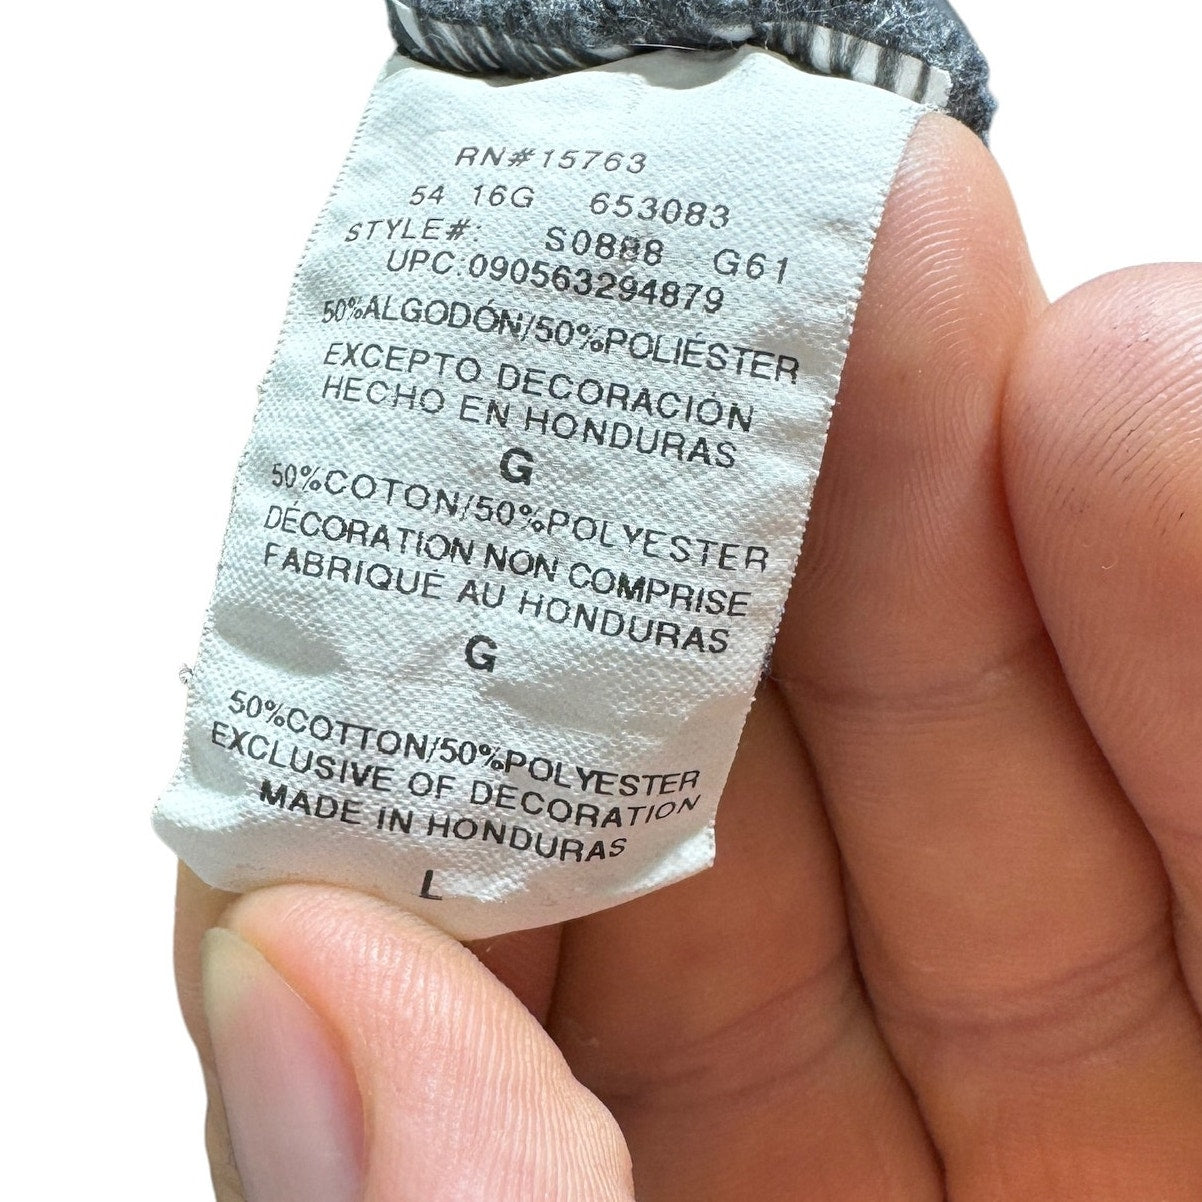 RN#15763
54 16G 653083
STYLE#: S0888 G61
UPC:090563294879
50%ALGODÓN/50%POLIÉSTER
EXCEPTO DECORACIÓN
HECHO EN HONDURAS
G
50%COTON/50%POLYESTER
DÉCORATION NON COMPRISE
FABRIQUÉ AU HONDURAS
G
50%COTTON/50%POLYESTER
EXCLUSIVE OF DECORATION
MADE IN HONDURAS
L